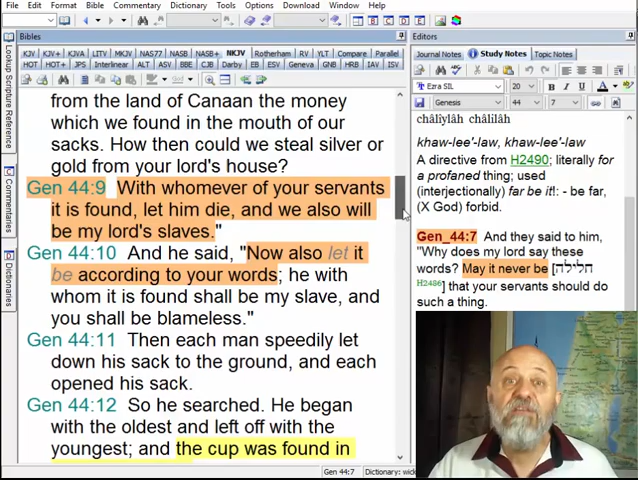 File Edit Format View Bible Commentary Dictionary Tools Options Download Window Help
Bibles
Editors
KJV KJV+ KJVA LITV MKJV NAS77 NASB NASB+ NKJV Rotherham RV YLT Compare Parallel
HOT HOT+ JPS Interlinear ALT ASV BBE CJB Darby EB ESV Geneva HRB IAV ISV
Journal Notes Study Notes Topic Notes
Ezra SIL 20 B I U
Genesis 44 7
Lookup Scripture Reference
Commentaries
Dictionaries
from the land of Canaan the money
which we found in the mouth of our
sacks. How then could we steal silver or
gold from your lord's house?
Gen 44:9 With whomever of your servants
it is found, let him die, and we also will
be my lord's slaves."
Gen 44:10 And he said, "Now also let it
be according to your words; he with
whom it is found shall be my slave, and
you shall be blameless."
Gen 44:11 Then each man speedily let
down his sack to the ground, and each
opened his sack.
Gen 44:12 So he searched. He began
with the oldest and left off with the
youngest; and the cup was found in
châlı̂ylâh châlilâh
khaw-lee'-law, khaw-lee'-law
A directive from H2490; literally for
a profaned thing; used
(interjectionally) far be it!: - be far,
(X God) forbid.
Gen_44:7 And they said to him,
"Why does my lord say these
words? May it never be [חלילה
H2486] that your servants should do
such a thing.
Gen 44:7